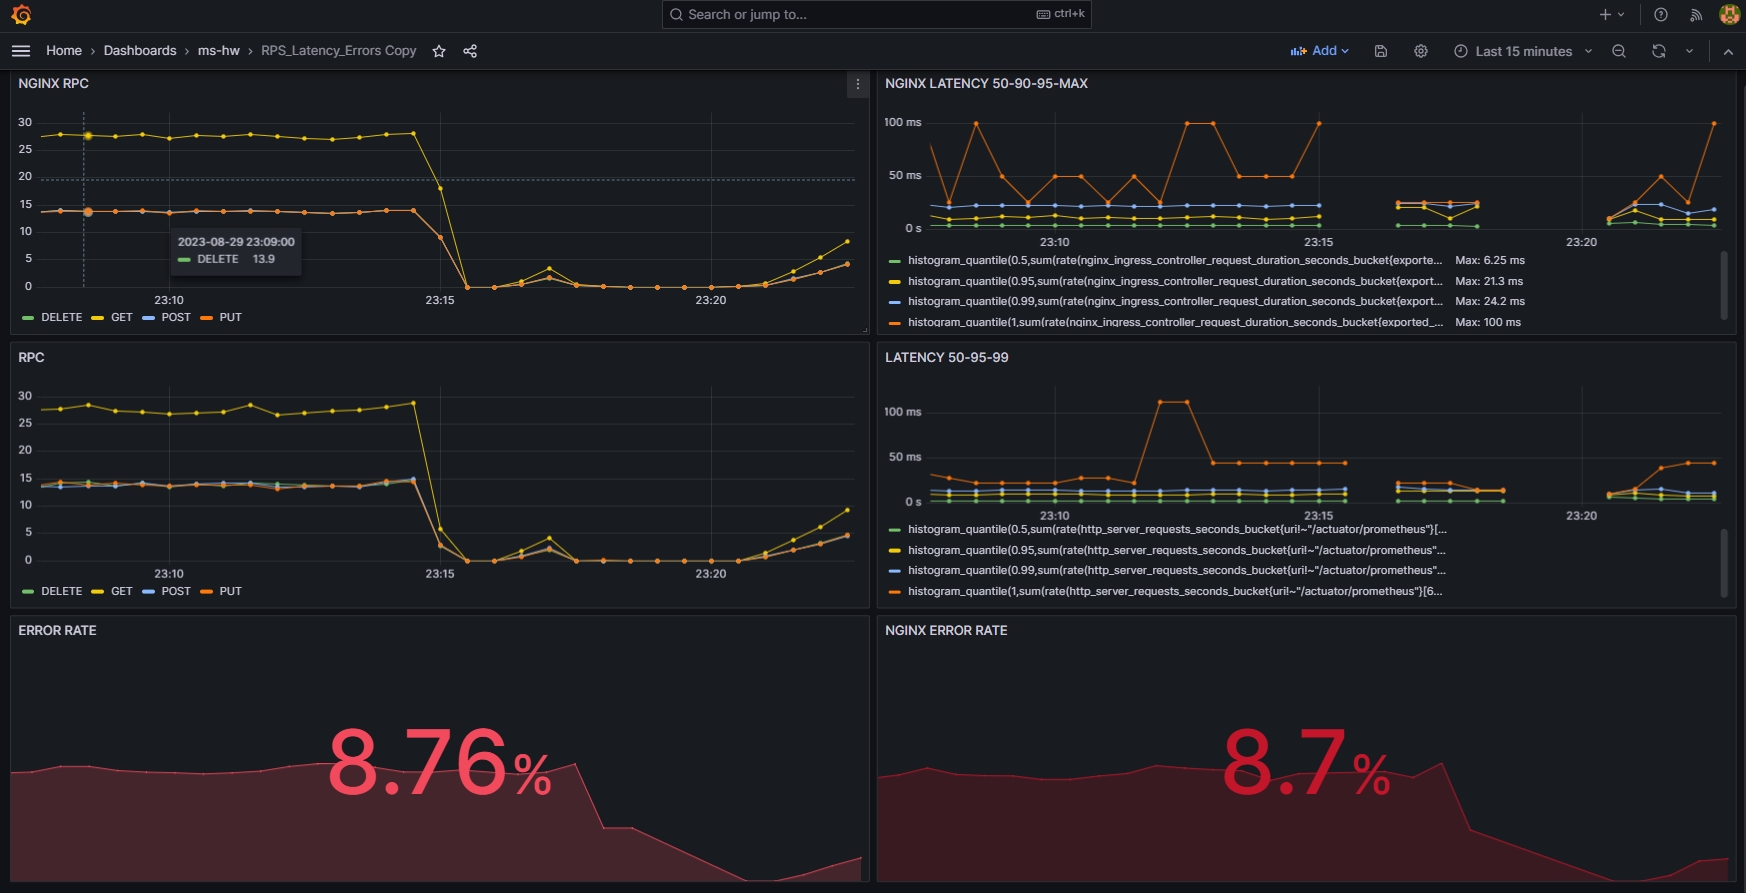 Search or jump to...
ctrl+k
Home › Dashboards › ms-hw › RPS_Latency_Errors Copy
Add
Last 15 minutes
NGINX RPC
30
25
20
15
10
5
0
2023-08-29 23:09:00
DELETE 13.9
23:10 23:15 23:20
DELETE GET POST PUT
NGINX LATENCY 50-90-95-MAX
100 ms
50 ms
0 s
23:10 23:15 23:20
histogram_quantile(0.5,sum(rate(nginx_ingress_controller_request_duration_seconds_bucket{exporte... Max: 6.25 ms
histogram_quantile(0.95,sum(rate(nginx_ingress_controller_request_duration_seconds_bucket{export... Max: 21.3 ms
histogram_quantile(0.99,sum(rate(nginx_ingress_controller_request_duration_seconds_bucket{export... Max: 24.2 ms
histogram_quantile(1,sum(rate(nginx_ingress_controller_request_duration_seconds_bucket{exported_... Max: 100 ms
RPC
30
25
20
15
10
5
0
23:10 23:15 23:20
DELETE GET POST PUT
LATENCY 50-95-99
100 ms
50 ms
0 s
23:10 23:15 23:20
histogram_quantile(0.5,sum(rate(http_server_requests_seconds_bucket{uri!~"/actuator/prometheus"}[...
histogram_quantile(0.95,sum(rate(http_server_requests_seconds_bucket{uri!~"/actuator/prometheus"...
histogram_quantile(0.99,sum(rate(http_server_requests_seconds_bucket{uri!~"/actuator/prometheus"...
histogram_quantile(1,sum(rate(http_server_requests_seconds_bucket{uri!~"/actuator/prometheus"}[6...
ERROR RATE
8.76%
NGINX ERROR RATE
8.7%